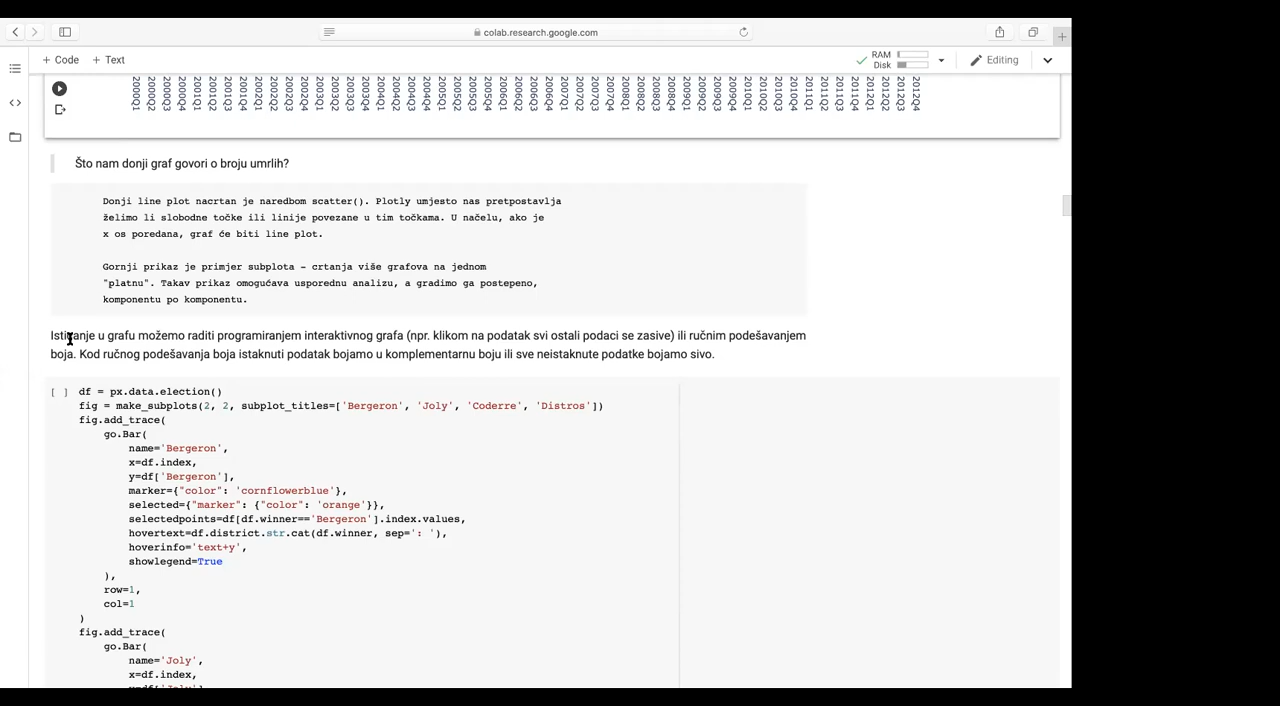 colab.research.google.com
+ Code + Text
RAM
Disk
Editing
2000Q1 2000Q2 2000Q3 2000Q4 2001Q1 2001Q2 2001Q3 2001Q4 2002Q1 2002Q2 2002Q3 2002Q4 2003Q1 2003Q2 2003Q3 2003Q4 2004Q1 2004Q2 2004Q3 2004Q4 2005Q1 2005Q2 2005Q3 2005Q4 2006Q1 2006Q2 2006Q3 2006Q4 2007Q1 2007Q2 2007Q3 2007Q4 2008Q1 2008Q2 2008Q3 2008Q4 2009Q1 2009Q2 2009Q3 2009Q4 2010Q1 2010Q2 2010Q3 2010Q4 2011Q1 2011Q2 2011Q3 2011Q4 2012Q1 2012Q2 2012Q3 2012Q4
Što nam donji graf govori o broju umrlih?
Donji line plot nacrtan je naredbom scatter(). Plotly umjesto nas pretpostavlja
želimo li slobodne točke ili linije povezane u tim točkama. U načelu, ako je
x os poredana, graf će biti line plot.
Gornji prikaz je primjer subplota - crtanja više grafova na jednom
"platnu". Takav prikaz omogućava usporednu analizu, a gradimo ga postepeno,
komponentu po komponentu.
Isticanje u grafu možemo raditi programiranjem interaktivnog grafa (npr. klikom na podatak svi ostali podaci se zasive) ili ručnim podešavanjem
boja. Kod ručnog podešavanja boja istaknuti podatak bojamo u komplementarnu boju ili sve neistaknute podatke bojamo sivo.
[ ] df = px.data.election()
fig = make_subplots(2, 2, subplot_titles=['Bergeron', 'Joly', 'Coderre', 'Distros'])
fig.add_trace(
go.Bar(
name='Bergeron',
x=df.index,
y=df['Bergeron'],
marker={"color": 'cornflowerblue'},
selected={"marker": {"color": 'orange'}},
selectedpoints=df[df.winner=='Bergeron'].index.values,
hovertext=df.district.str.cat(df.winner, sep=': '),
hoverinfo='text+y',
showlegend=True
),
row=1,
col=1
)
fig.add_trace(
go.Bar(
name='Joly',
x=df.index,
y=df['Joly']